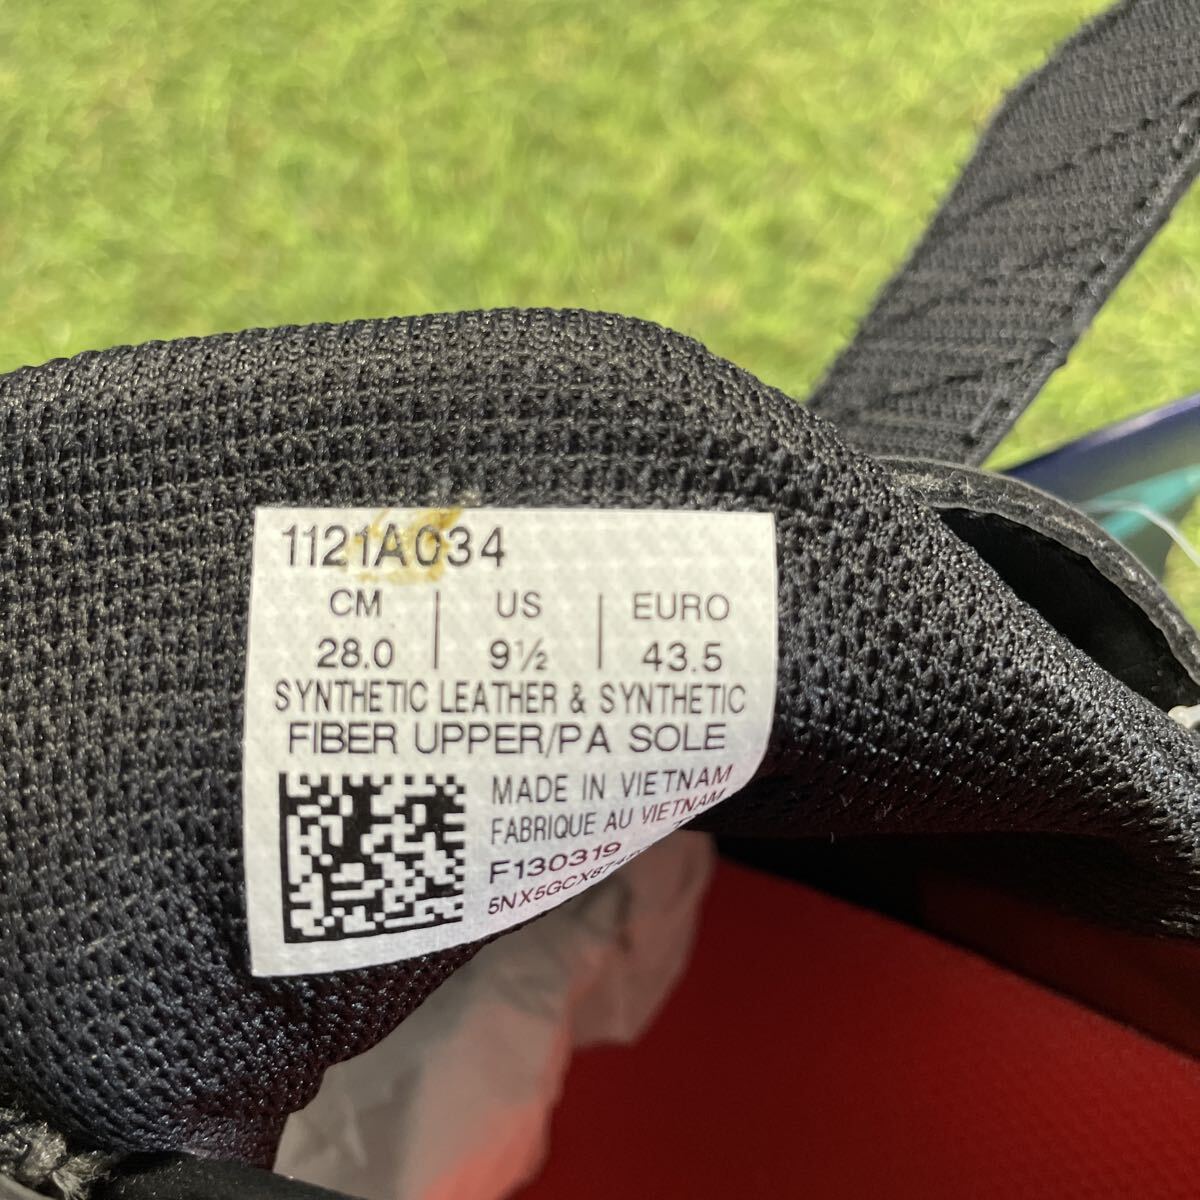 1121A034
CM | US | EURO
28.0 | 9½ | 43.5
SYNTHETIC LEATHER & SYNTHETIC
FIBER UPPER/PA SOLE
MADE IN VIETNAM
FABRIQUE AU VIETNAM
F130319